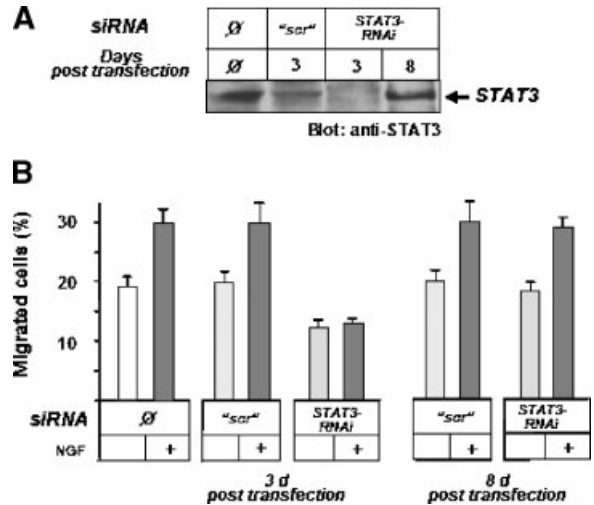 A
siRNA Ø "scr" STAT3-
RNAi
Days
post transfection Ø 3 3 8
STAT3
Blot: anti-STAT3
B
Migrated cells (%)
30
20
10
siRNA Ø "scr" STAT3-
RNAi "scr" STAT3-
RNAi
NGF + + + + +
3 d
post transfection
8 d
post transfection